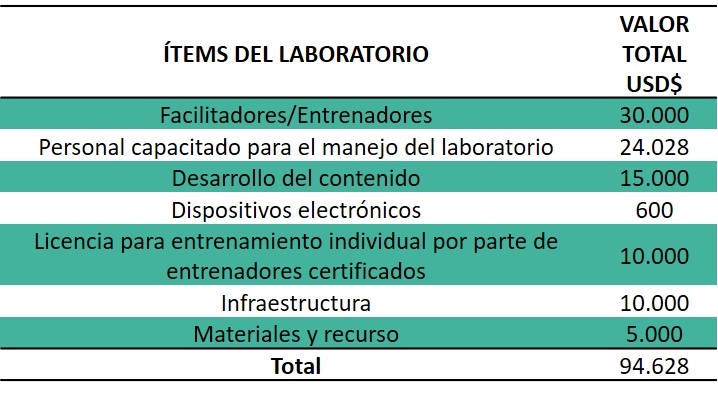 ÍTEMS DEL LABORATORIO VALOR
TOTAL
USD$
Facilitadores/Entrenadores 30.000
Personal capacitado para el manejo del laboratorio 24.028
Desarrollo del contenido 15.000
Dispositivos electrónicos 600
Licencia para entrenamiento individual por parte de
entrenadores certificados 10.000
Infraestructura 10.000
Materiales y recurso 5.000
Total 94.628